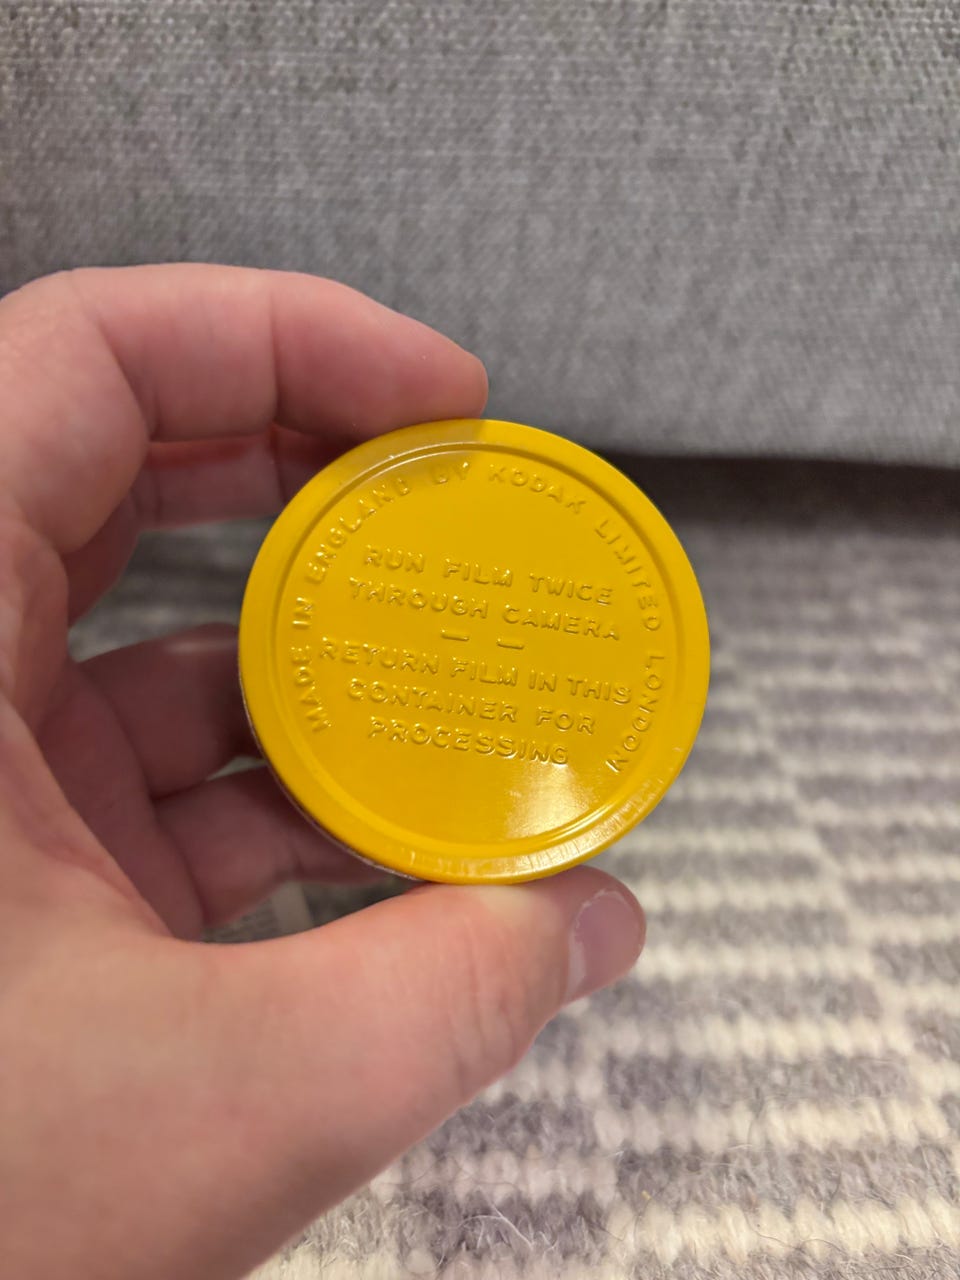 MADE IN ENGLAND BY KODAK LIMITED LONDON
RUN FILM TWICE
THROUGH CAMERA
— —
RETURN FILM IN THIS
CONTAINER FOR
PROCESSING